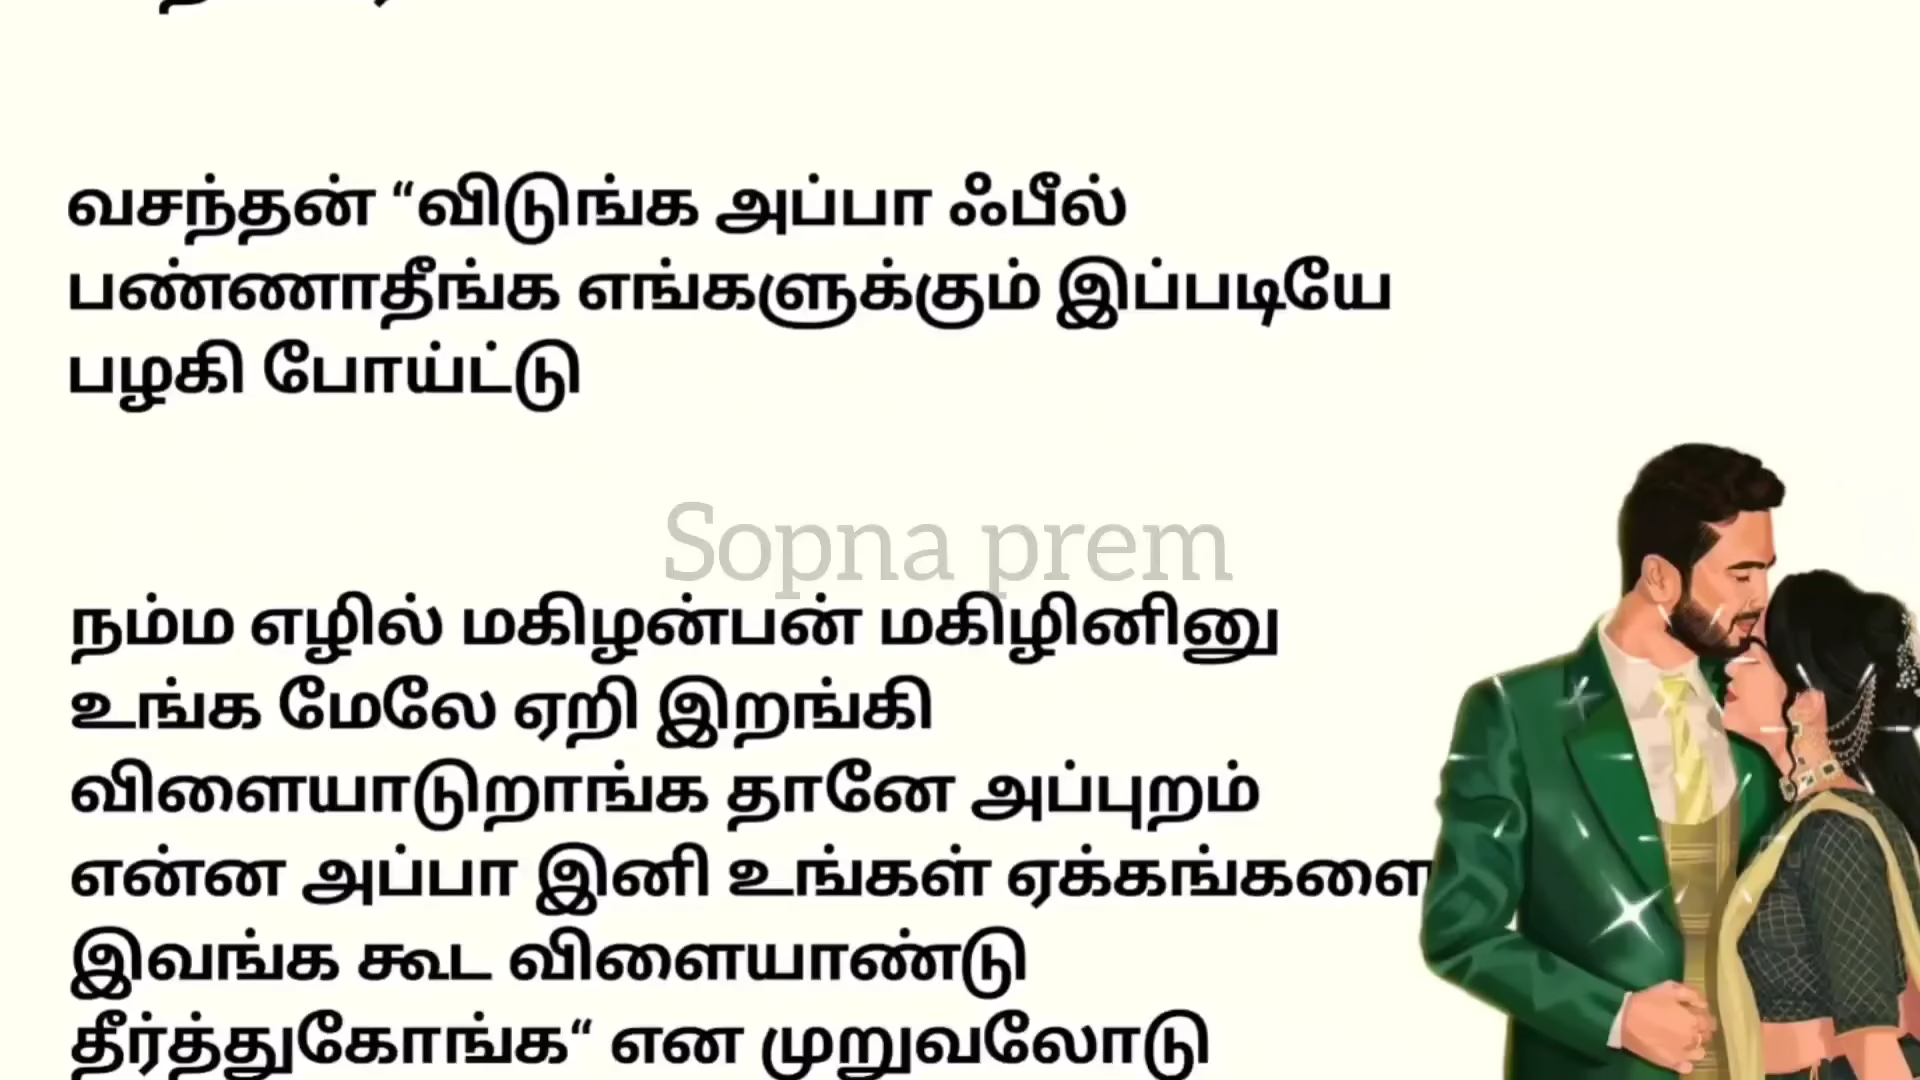 வசந்தன் “விடுங்க அப்பா ஃபீல்
பண்ணாதீங்க எங்களுக்கும் இப்படியே
பழகி போய்ட்டு
Sopna prem
நம்ம எழில் மகிழன்பன் மகிழினினு
உங்க மேலே ஏறி இறங்கி
விளையாடுறாங்க தானே அப்புறம்
என்ன அப்பா இனி உங்கள் ஏக்கங்களை
இவங்க கூட விளையாண்டு
தீர்த்துகோங்க“ என முறுவலோடு